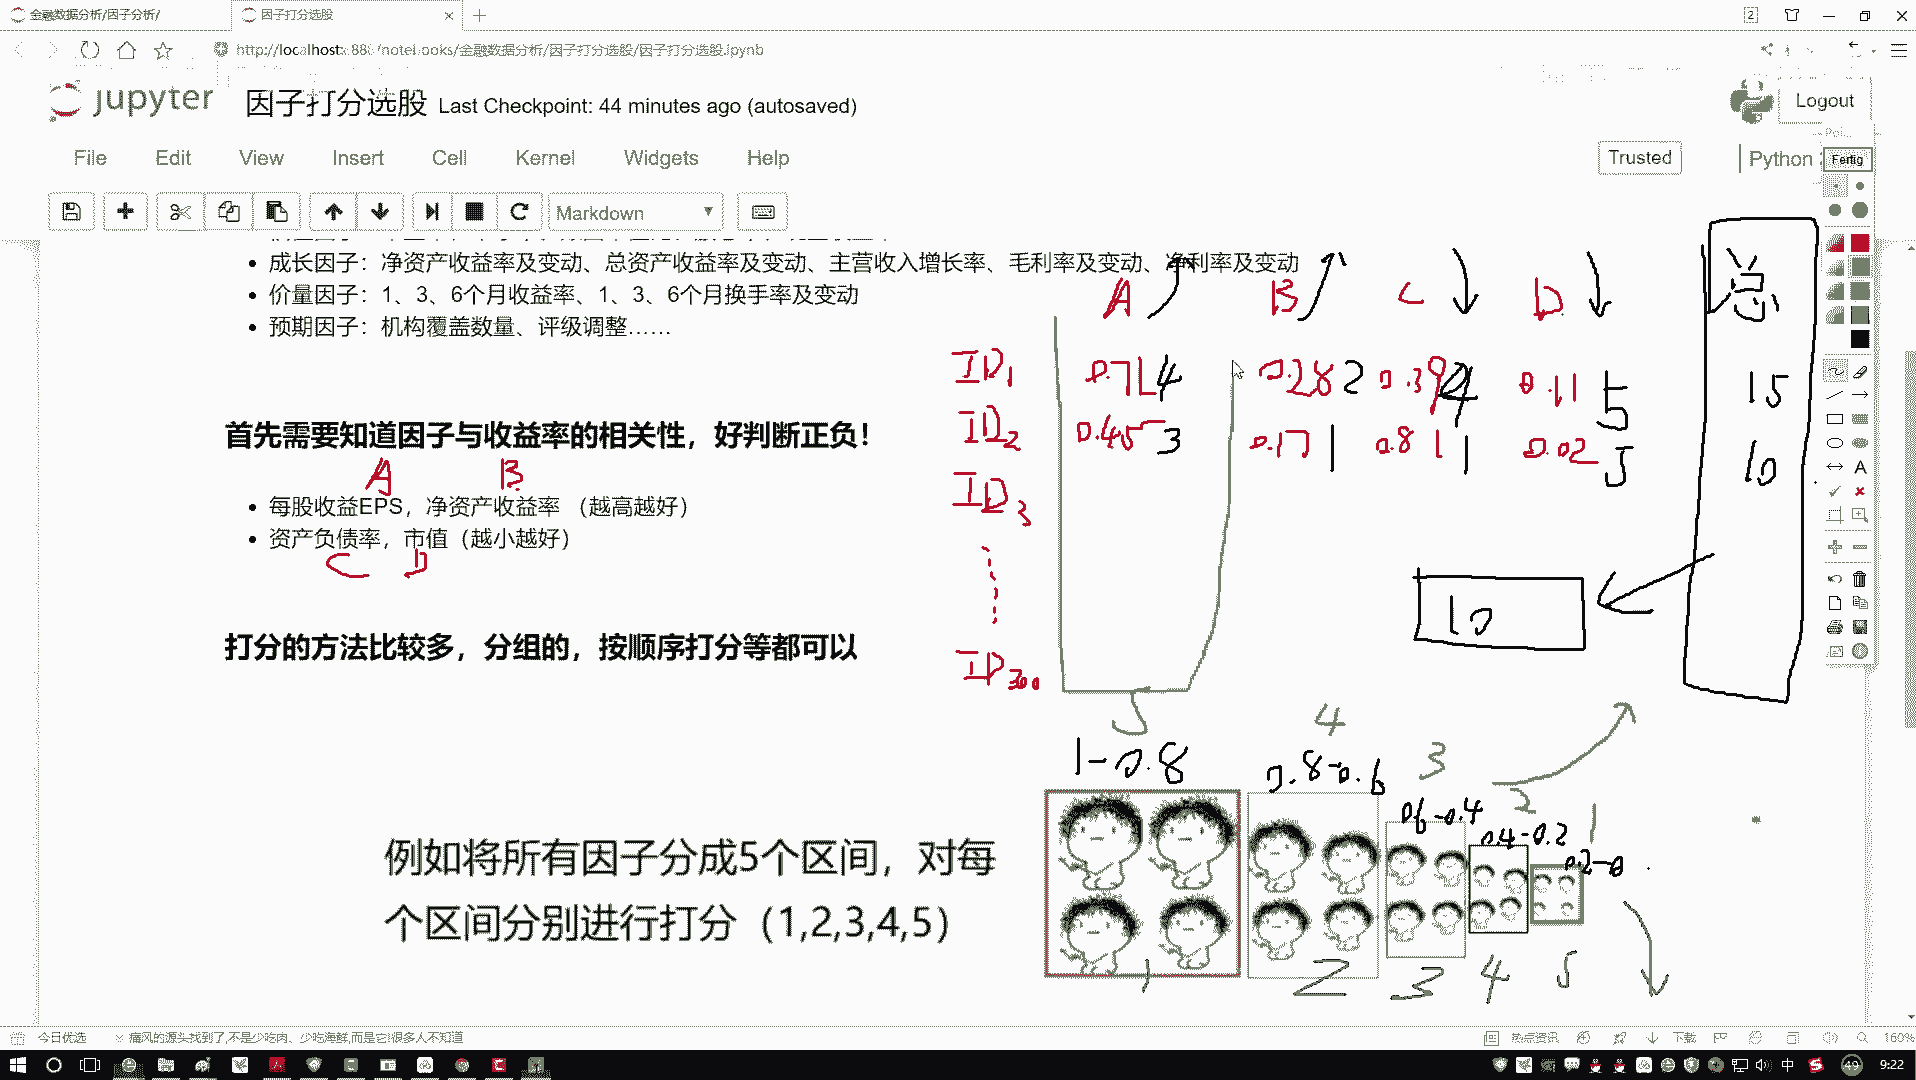 金融数据分析/因子分析/
因子打分选股
2
/notebooks/金融数据分析/因子打分选股/因子打分选股.ipynb
jupyter
因子打分选股 Last Checkpoint: 44 minutes ago (autosaved)
Logout
File Edit View Insert Cell Kernel Widgets Help
Trusted
Python
Fertig
Markdown
成长因子：净资产收益率及变动、总资产收益率及变动、主营收入增长率、毛利率及变动、净利率及变动
价量因子：1、3、6个月收益率、1、3、6个月换手率及变动
预期因子：机构覆盖数量、评级调整……
A B C D 总
ID1 0.71 4 0.28 2 0.39 0.11 5 15
ID2 0.45 3 0.17 1 0.81 1 0.02 5 10
ID3
ID300
10
首先需要知道因子与收益率的相关性，好判断正负！
A B
每股收益EPS，净资产收益率 （越高越好）
资产负债率，市值（越小越好）
C D
打分的方法比较多，分组的，按顺序打分等都可以
5 4 3 2 1
1-0.8 0.8-0.6 0.6-0.4 0.4-0.2 0.2-0
例如将所有因子分成5个区间，对每
个区间分别进行打分（1,2,3,4,5）
1 2 3 4 5
今日优选
痛风的源头找到了,不是少吃肉、少吃海鲜,而是它!很多人不知道
热点资讯
下载
160%
中
49
9:22